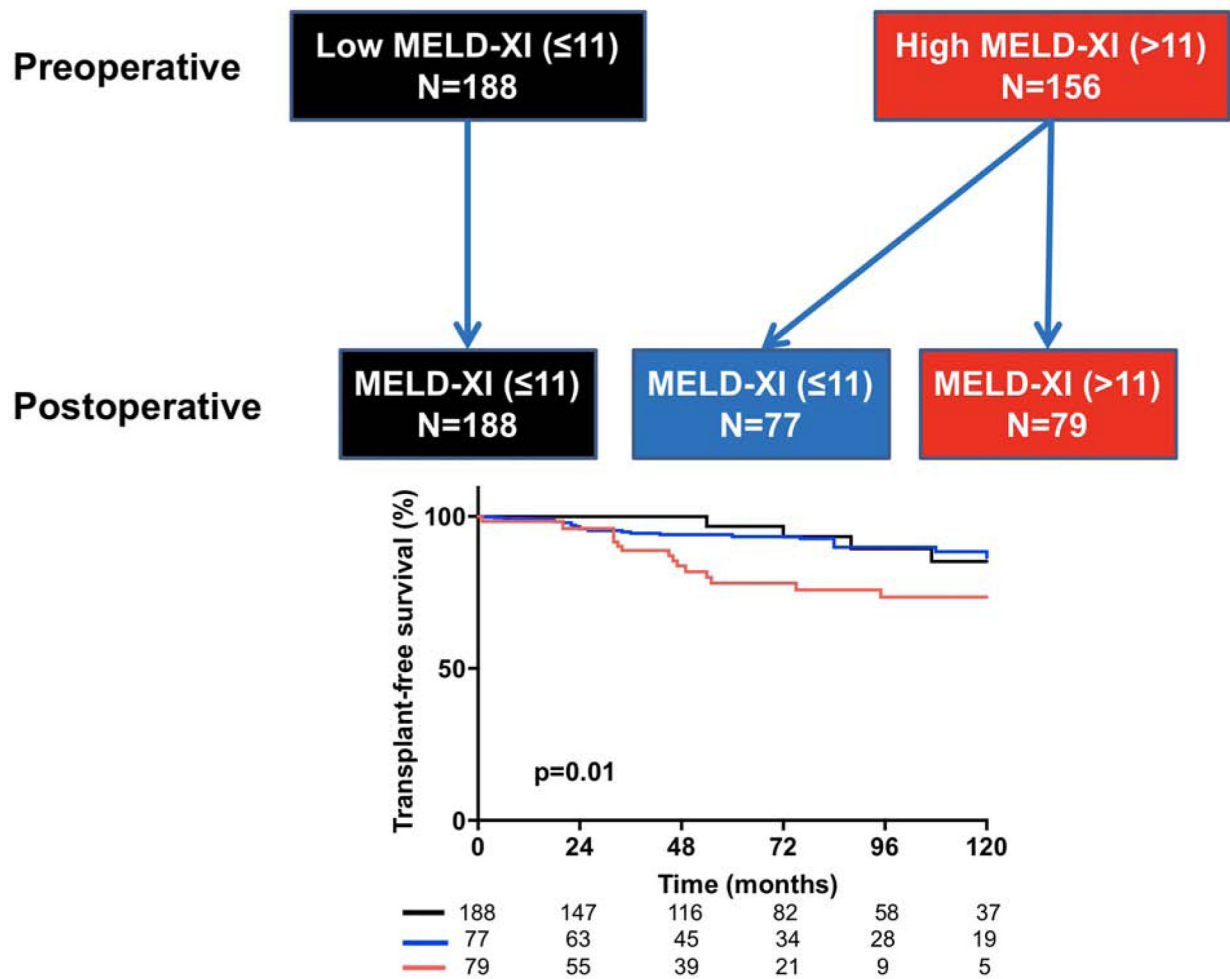 Preoperative
Low MELD-XI (≤11)
N=188
High MELD-XI (>11)
N=156
Postoperative
MELD-XI (≤11)
N=188
MELD-XI (≤11)
N=77
MELD-XI (>11)
N=79
Transplant-free survival (%)
100
50
0
p=0.01
0 24 48 72 96 120
Time (months)
188 147 116 82 58 37
77 63 45 34 28 19
79 55 39 21 9 5